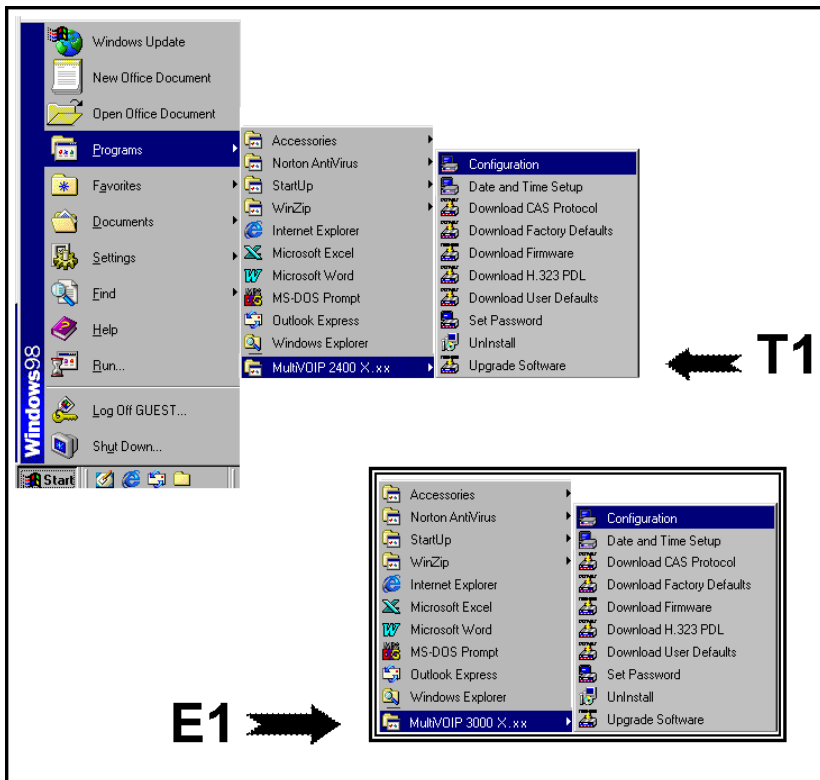 Windows Update
New Office Document
Open Office Document
Programs
Favorites
Documents
Settings
Find
Help
Run...
Log Off GUEST...
Shut Down...
Windows98
Start
Accessories
Norton AntiVirus
StartUp
WinZip
Internet Explorer
Microsoft Excel
Microsoft Word
MS-DOS Prompt
Outlook Express
Windows Explorer
MultiVOIP 2400 X.xx
Configuration
Date and Time Setup
Download CAS Protocol
Download Factory Defaults
Download Firmware
Download H.323 PDL
Download User Defaults
Set Password
UnInstall
Upgrade Software
T1
Accessories
Norton AntiVirus
StartUp
WinZip
Internet Explorer
Microsoft Excel
Microsoft Word
MS-DOS Prompt
Outlook Express
Windows Explorer
MultiVOIP 3000 X.xx
Configuration
Date and Time Setup
Download CAS Protocol
Download Factory Defaults
Download Firmware
Download H.323 PDL
Download User Defaults
Set Password
UnInstall
Upgrade Software
E1